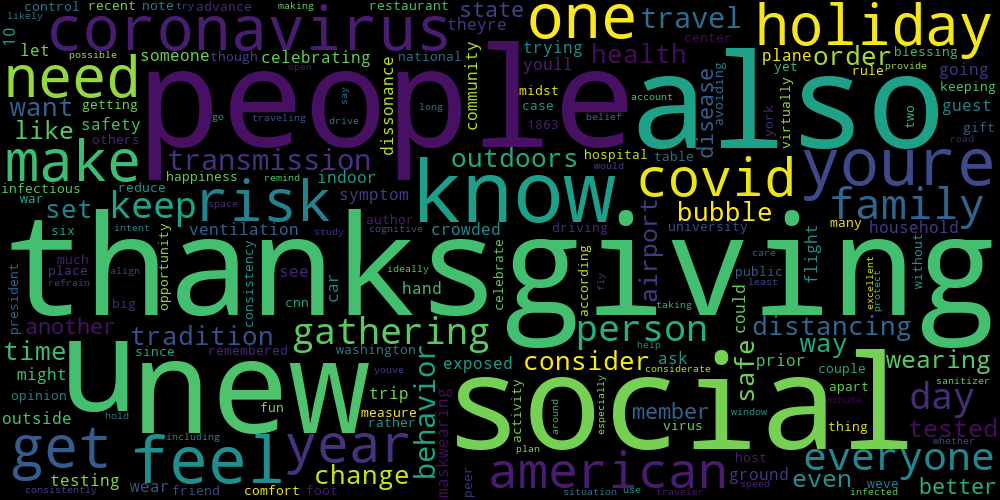 control recent note try advance restaurant state theyre one travel holiday
10 coronavirus likely making center
let possible someone though celebrating national trying youll health plane order blessing
need people also rule provide yet going
want getting dissonance community midst disease avoiding keeping
like safety say long account two guest
others go drive case 1863 york virtually gift
traveling open belief road
make transmission outdoors hospital table youre
happiness remind indoor know would covid
infectious reduce symptom family
war set keep risk space author crowded bubble many household
six ventilation study cognitive driving university
intent thanksgiving airport flight care without
president much place align refrain opportunity consistency see cnn car ideally hand celebrate according fly public least excellent protect
big taking
another tradition gathering person could distancing
time since remembered washington help way
might youve exposed consider considerate ask safe prior wearing
un new social couple
opinion fun trip behavior measure rather member window apart sanitizer day
outside hold maskwearing activity around especially virus minute thing tested
get including feel year plan american host everyone whether
testing change peer ground speed even weve better
consistently wear friend comfort foot situation use traveler infected